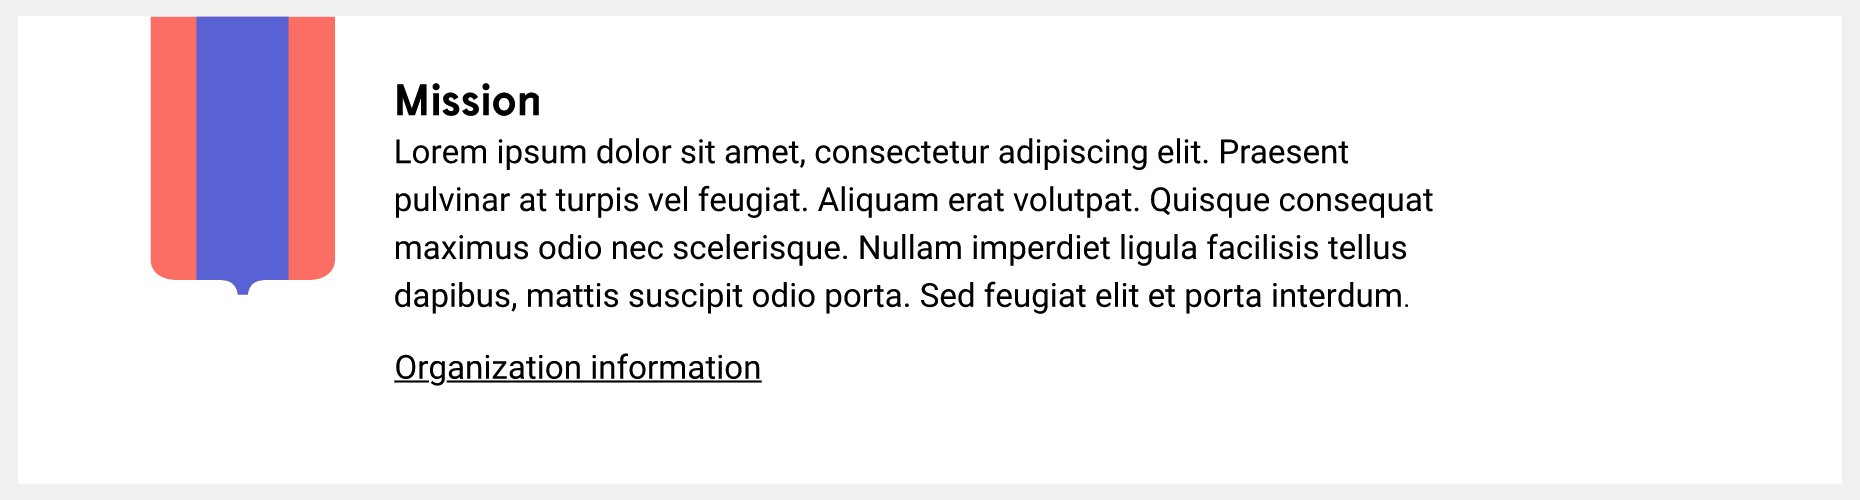 Mission
Lorem ipsum dolor sit amet, consectetur adipiscing elit. Praesent
pulvinar at turpis vel feugiat. Aliquam erat volutpat. Quisque consequat
maximus odio nec scelerisque. Nullam imperdiet ligula facilisis tellus
dapibus, mattis suscipit odio porta. Sed feugiat elit et porta interdum.
Organization information